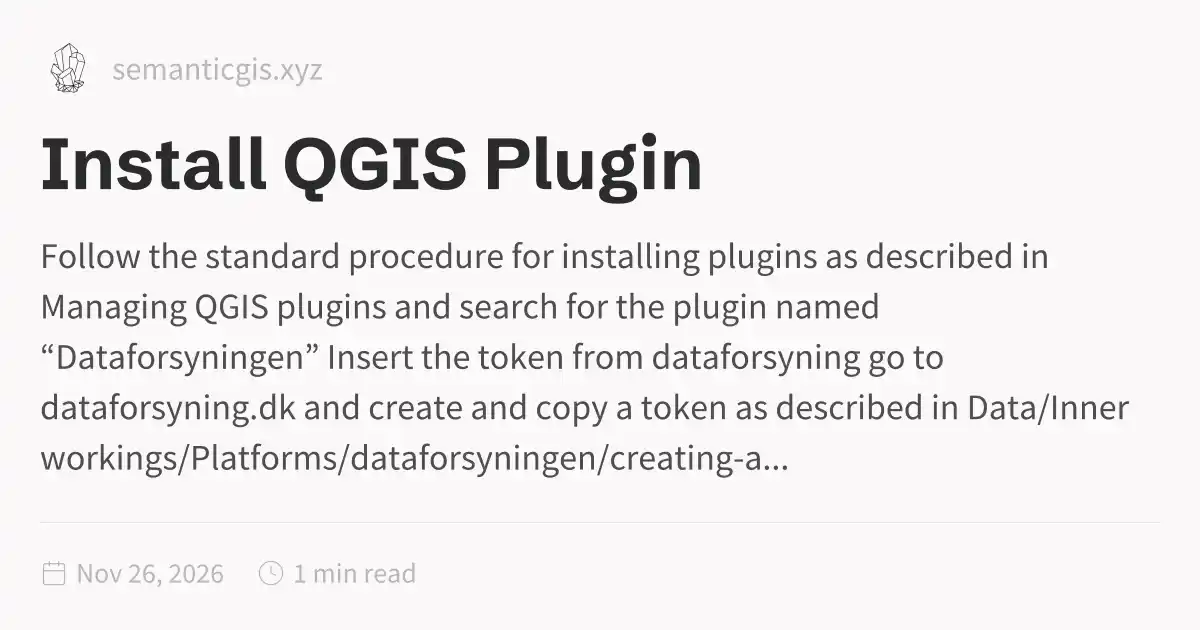 semanticgis.xyz
Install QGIS Plugin
Follow the standard procedure for installing plugins as described in
Managing QGIS plugins and search for the plugin named
“Dataforsyningen” Insert the token from dataforsyning go to
dataforsyning.dk and create and copy a token as described in Data/Inner
workings/Platforms/dataforsyningen/creating-a...
Nov 26, 2026 1 min read